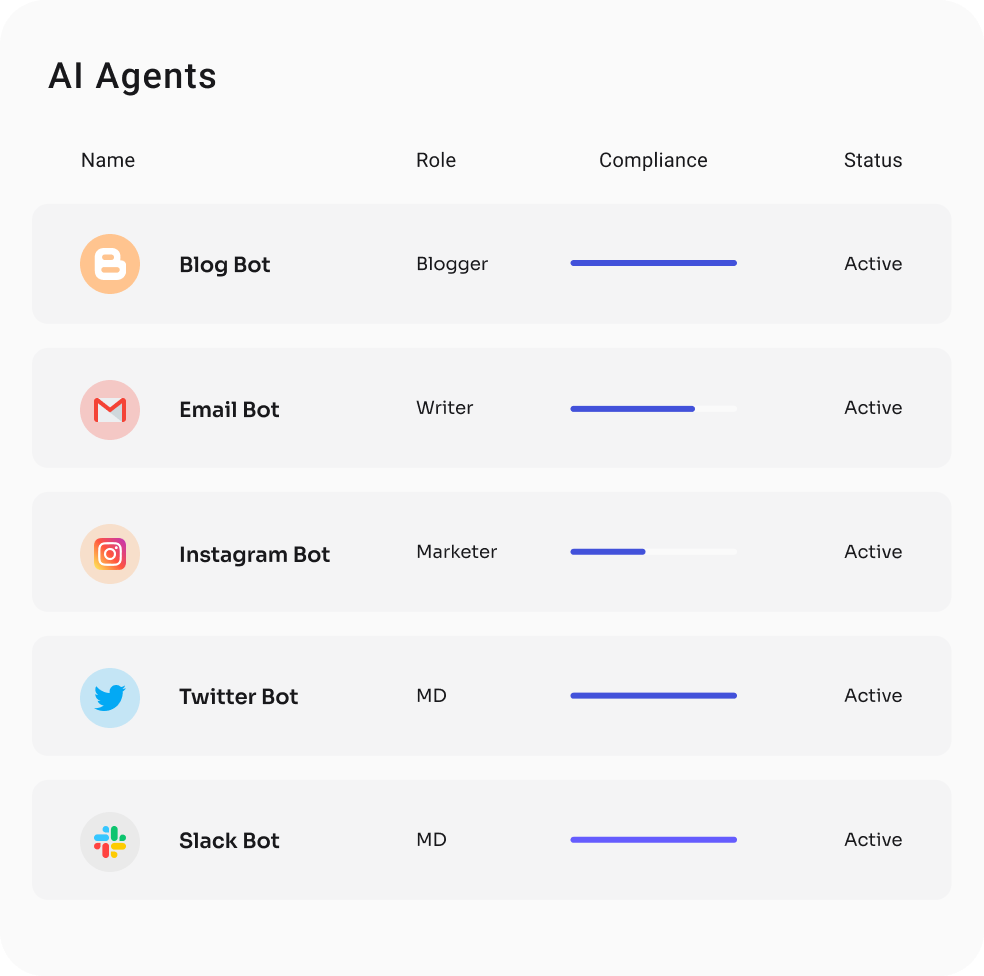 AI Agents
Name Role Compliance Status
Blog Bot Blogger Active
Email Bot Writer Active
Instagram Bot Marketer Active
Twitter Bot MD Active
Slack Bot MD Active